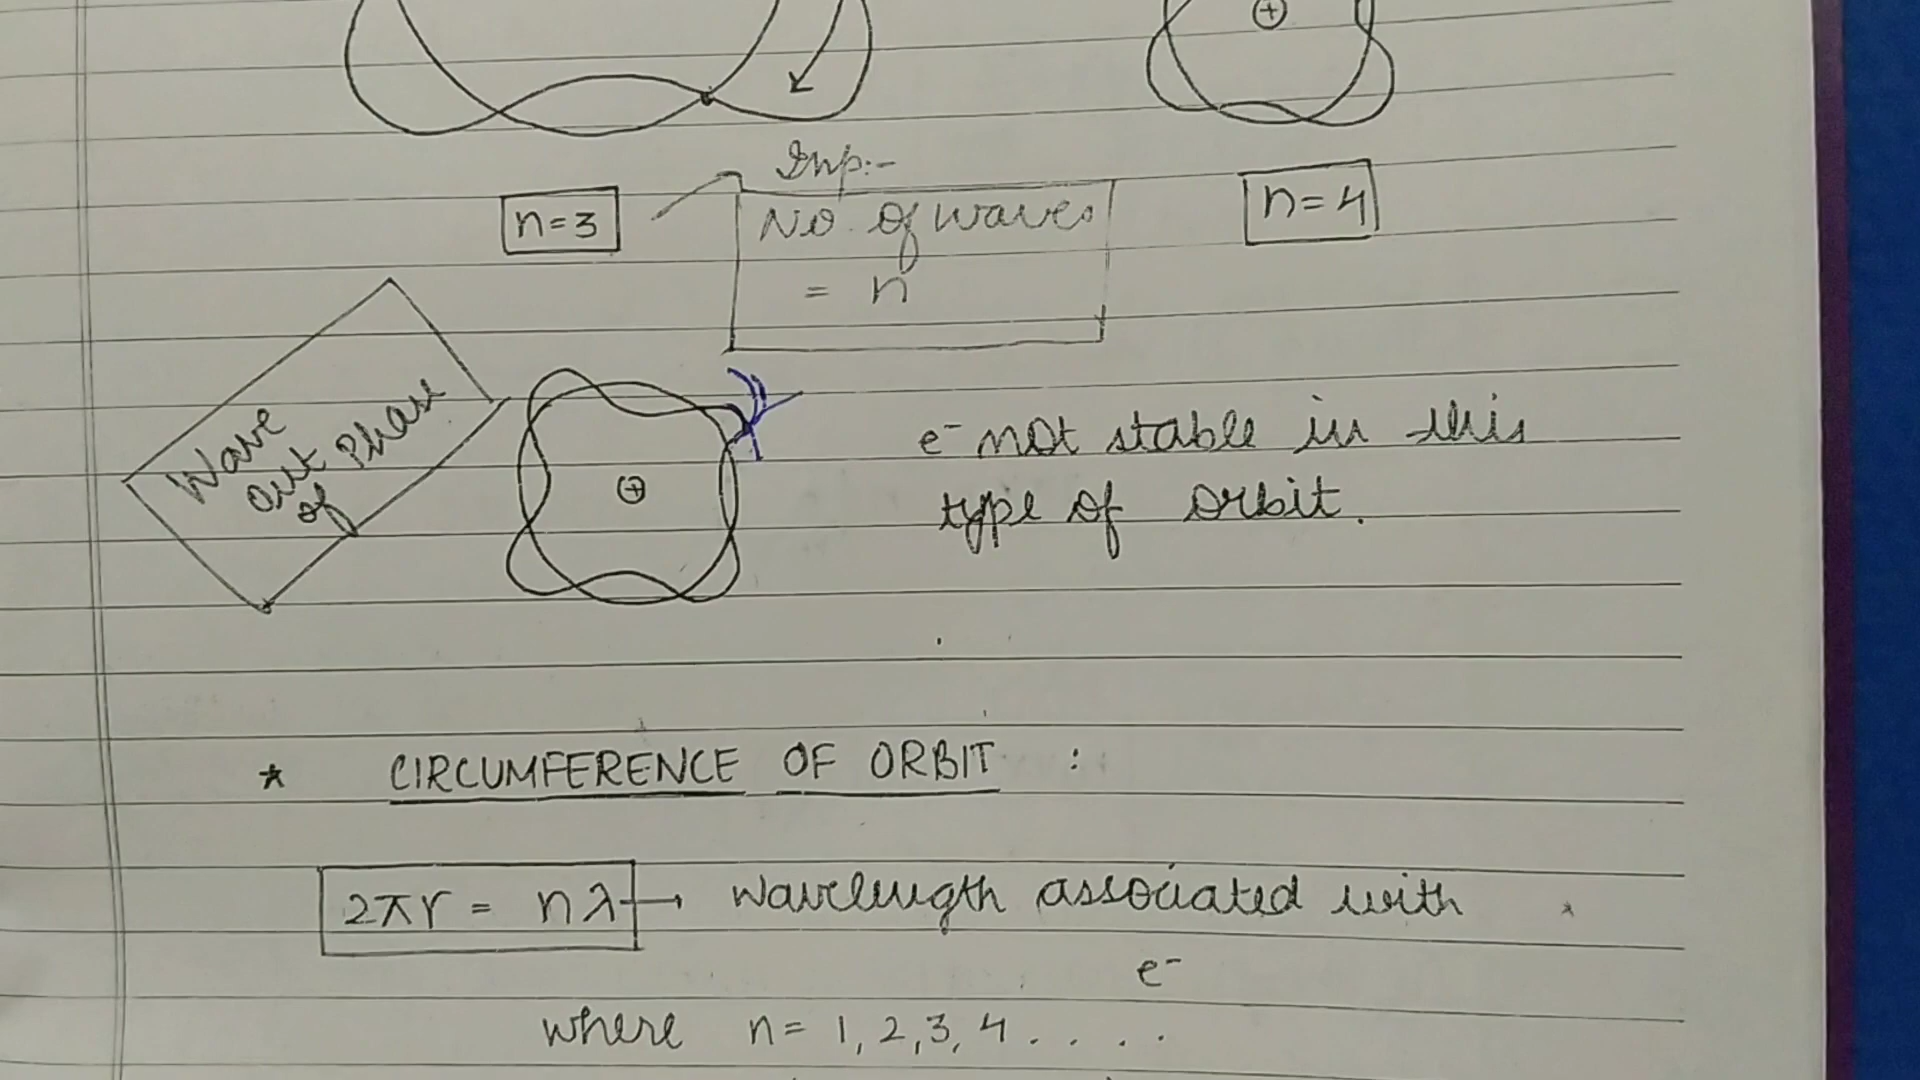 ⊕
Imp:-
n=3
No. of waves
= n
n=4
Wave
out Phase
of
⊕
e⁻ not stable in this
type of orbit.
* CIRCUMFERENCE OF ORBIT :
2πr = nλ → wavelength associated with
e⁻
where n= 1, 2, 3, 4 . . . .